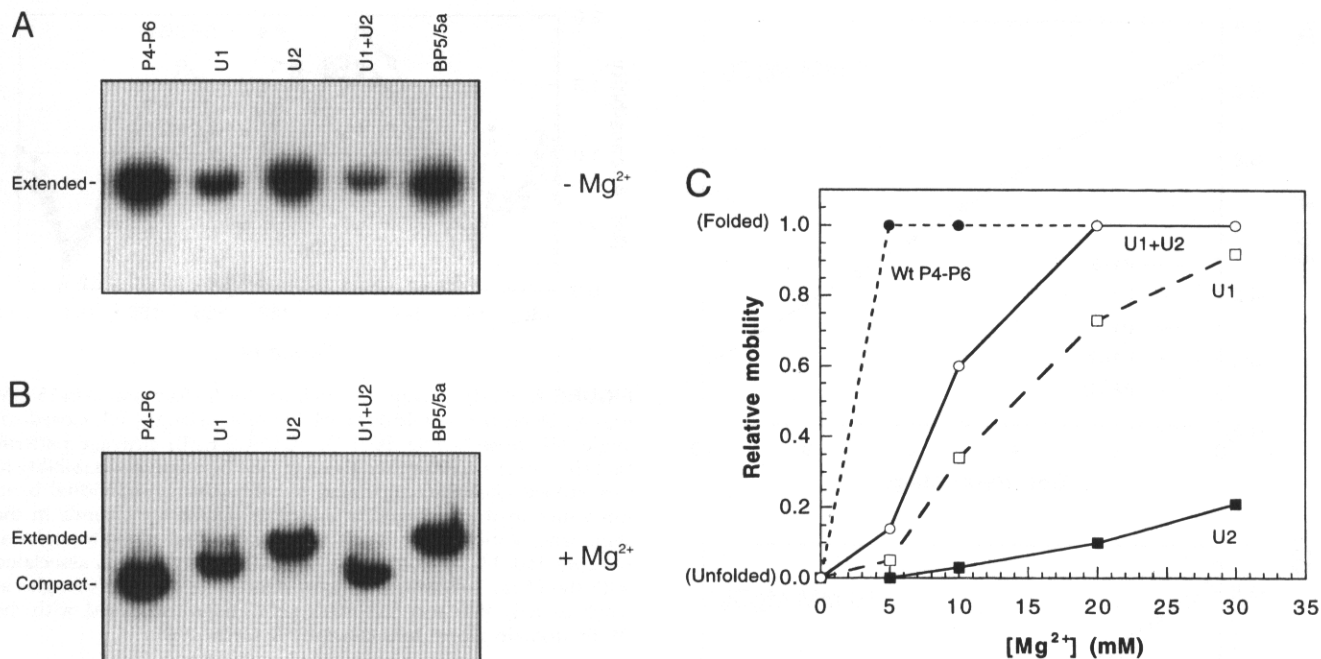 A
P4-P6
U1
U2
U1+U2
BP5/5a
Extended-
- Mg²⁺
B
P4-P6
U1
U2
U1+U2
BP5/5a
Extended-
Compact-
+ Mg²⁺
C
(Folded)
1.0
0.8
0.6
0.4
0.2
(Unfolded)
0.0
Relative mobility
Wt P4-P6
U1+U2
U1
U2
0 5 10 15 20 25 30 35
[Mg²⁺] (mM)